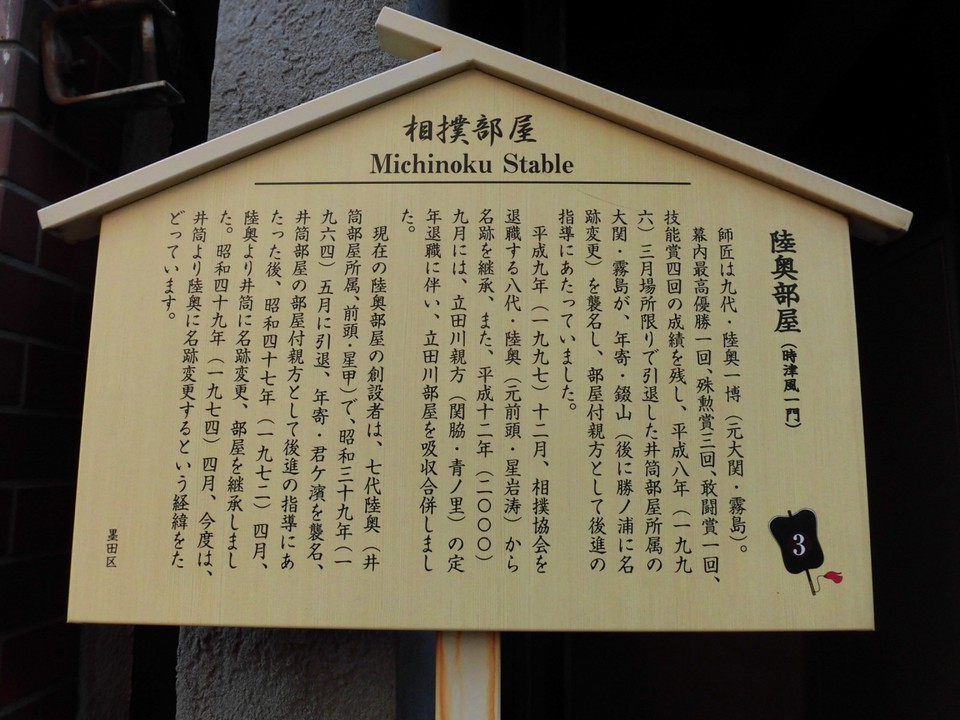 相撲部屋
Michinoku Stable
陸奥部屋（時津風一門）
師匠は九代・陸奥一博（元大関・霧島）。
幕内最高優勝一回、殊勲賞三回、敢闘賞一回、
技能賞四回の成績を残し、平成八年（一九九
六）三月場所限りで引退した井筒部屋所属の
大関・霧島が、年寄・錣山（後に勝ノ浦に名
跡変更）を襲名し、部屋付親方として後進の
指導にあたっていました。
平成九年（一九九七）十二月、相撲協会を
退職する八代・陸奥（元前頭・星岩涛）から
名跡を継承、また、平成十二年（二〇〇〇）
九月には、立田川親方（関脇・青ノ里）の定
年退職に伴い、立田川部屋を吸収合併しまし
た。
現在の陸奥部屋の創設者は、七代陸奥（井
筒部屋所属、前頭・星甲）で、昭和三十九年（一
九六四）五月に引退、年寄・君ケ濱を襲名、
井筒部屋の部屋付親方として後進の指導にあ
たった後、昭和四十七年（一九七二）四月、
陸奥より井筒に名跡変更、部屋を継承しまし
た。昭和四十九年（一九七四）四月、今度は、
井筒より陸奥に名跡変更するという経緯をた
どっています。
3
墨田区